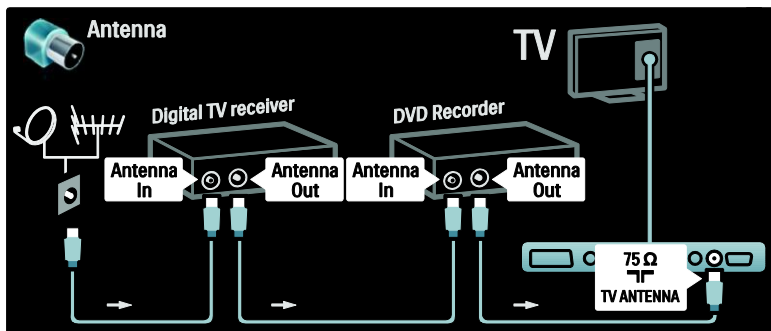 Antenna
TV
Digital TV receiver
DVD Recorder
Antenna
In
Antenna
Out
Antenna
In
Antenna
Out
75 Ω
TV ANTENNA